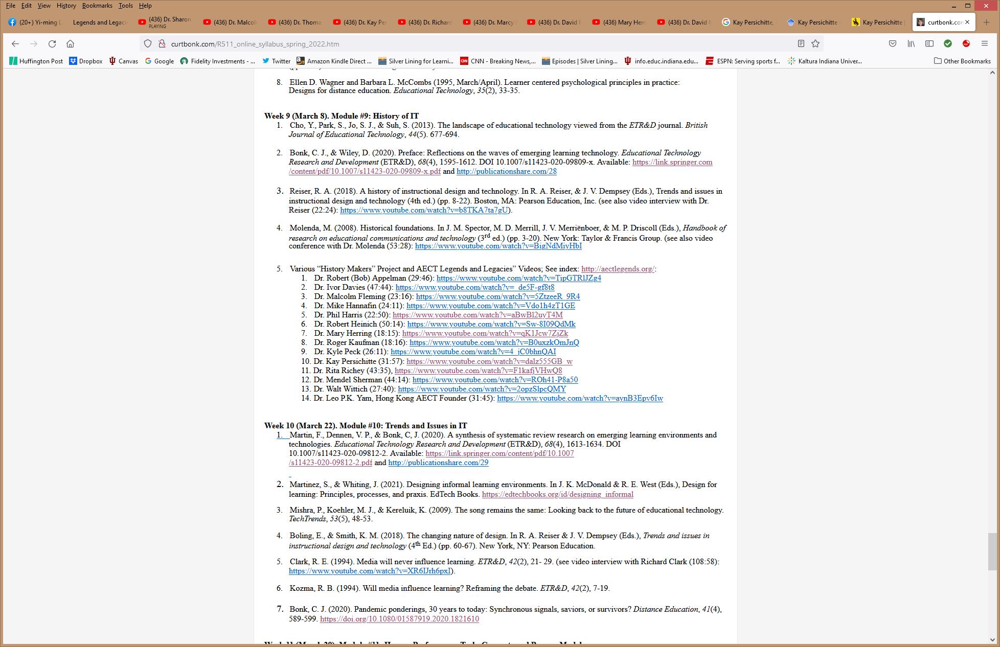 File Edit View History Bookmarks Tools Help
(20+) Yi-ming L
Legends and Legaci
(436) Dr. Sharon
PLAYING
(436) Dr. Malcol
(436) Dr. Thoma
(436) Dr. Kay Pe
(436) Dr. Richard
(436) Dr. Marcy
(436) Dr. David M
(436) Mary Herr
(436) Dr. David M
Kay Persichitte,
Kay Persichitte
Kay Persichitte
curtbonk.com
curtbonk.com/R511_online_syllabus_spring_2022.htm
Huffington Post Dropbox Canvas Google Fidelity Investments - ... Twitter Amazon Kindle Direct ... Silver Lining for Learni... CNN - Breaking News,... Episodes | Silver Lining... info.educ.indiana.edu... ESPN: Serving sports f... Kaltura Indiana Univer... Other Bookmarks
8. Ellen D. Wagner and Barbara L. McCombs (1995, March/April). Learner centered psychological principles in practice:
Designs for distance education. Educational Technology, 35(2), 33-35.
Week 9 (March 8). Module #9: History of IT
1. Cho, Y., Park, S., Jo, S. J., & Suh, S. (2013). The landscape of educational technology viewed from the ETR&D journal. British
Journal of Educational Technology, 44(5). 677-694.
2. Bonk, C. J., & Wiley, D. (2020). Preface: Reflections on the waves of emerging learning technology. Educational Technology
Research and Development (ETR&D), 68(4), 1595-1612. DOI 10.1007/s11423-020-09809-x. Available: https://link.springer.com
/content/pdf/10.1007/s11423-020-09809-x.pdf and http://publicationshare.com/28
3. Reiser, R. A. (2018). A history of instructional design and technology. In R. A. Reiser, & J. V. Dempsey (Eds.), Trends and issues in
instructional design and technology (4th ed.) (pp. 8-22). Boston, MA: Pearson Education, Inc. (see also video interview with Dr.
Reiser (22:24): https://www.youtube.com/watch?v=b8TKA7ta7gU).
4. Molenda, M. (2008). Historical foundations. In J. M. Spector, M. D. Merrill, J. V. Merriënboer, & M. P. Driscoll (Eds.), Handbook of
research on educational communications and technology (3rd ed.) (pp. 3-20). New York: Taylor & Francis Group. (see also video
conference with Dr. Molenda (53:28): https://www.youtube.com/watch?v=BigNdMiyHbI
5. Various “History Makers” Project and AECT Legends and Legacies” Videos; See index: http://aectlegends.org/:
1. Dr. Robert (Bob) Appelman (29:46): https://www.youtube.com/watch?v=TipGTRlJZg4
2. Dr. Ivor Davies (47:44): https://www.youtube.com/watch?v=_de5F-gf8t8
3. Dr. Malcolm Fleming (23:16): https://www.youtube.com/watch?v=5ZtzeeR_9R4
4. Dr. Mike Hannafin (24:11): https://www.youtube.com/watch?v=Vdo1h4zT1GE
5. Dr. Phil Harris (22:50): https://www.youtube.com/watch?v=aBwBl2uyT4M
6. Dr. Robert Heinich (50:14): https://www.youtube.com/watch?v=Sw-8I09QdMk
7. Dr. Mary Herring (18:15): https://www.youtube.com/watch?v=qK1Jcw7ZjZk
8. Dr. Roger Kaufman (18:16): https://www.youtube.com/watch?v=B0uxzkOmJnQ
9. Dr. Kyle Peck (26:11): https://www.youtube.com/watch?v=4_jC0bhnQAI
10. Dr. Kay Persichitte (31:57): https://www.youtube.com/watch?v=dalz555GB_w
11. Dr. Rita Richey (43:35), https://www.youtube.com/watch?v=F1kafjVHwQ8
12. Dr. Mendel Sherman (44:14): https://www.youtube.com/watch?v=ROh41-P8a50
13. Dr. Walt Wittich (27:40): https://www.youtube.com/watch?v=2opzSlpcQMY
14. Dr. Leo P.K. Yam, Hong Kong AECT Founder (31:45): https://www.youtube.com/watch?v=aynB3Epv6Iw
Week 10 (March 22). Module #10: Trends and Issues in IT
1. Martin, F., Dennen, V. P., & Bonk, C, J. (2020). A synthesis of systematic review research on emerging learning environments and
technologies. Educational Technology Research and Development (ETR&D), 68(4), 1613-1634. DOI
10.1007/s11423-020-09812-2. Available: https://link.springer.com/content/pdf/10.1007
/s11423-020-09812-2.pdf and http://publicationshare.com/29
2. Martinez, S., & Whiting, J. (2021). Designing informal learning environments. In J. K. McDonald & R. E. West (Eds.), Design for
learning: Principles, processes, and praxis. EdTech Books. https://edtechbooks.org/id/designing_informal
3. Mishra, P., Koehler, M. J., & Kereluik, K. (2009). The song remains the same: Looking back to the future of educational technology.
TechTrends, 53(5), 48-53.
4. Boling, E., & Smith, K. M. (2018). The changing nature of design. In R. A. Reiser & J. V. Dempsey (Eds.), Trends and issues in
instructional design and technology (4th Ed.) (pp. 60-67). New York, NY: Pearson Education.
5. Clark, R. E. (1994). Media will never influence learning. ETR&D, 42(2), 21- 29. (see video interview with Richard Clark (108:58):
https://www.youtube.com/watch?v=XR6IJrh6pxI).
6. Kozma, R. B. (1994). Will media influence learning? Reframing the debate. ETR&D, 42(2), 7-19.
7. Bonk, C. J. (2020). Pandemic ponderings, 30 years to today: Synchronous signals, saviors, or survivors? Distance Education, 41(4),
589-599. https://doi.org/10.1080/01587919.2020.1821610